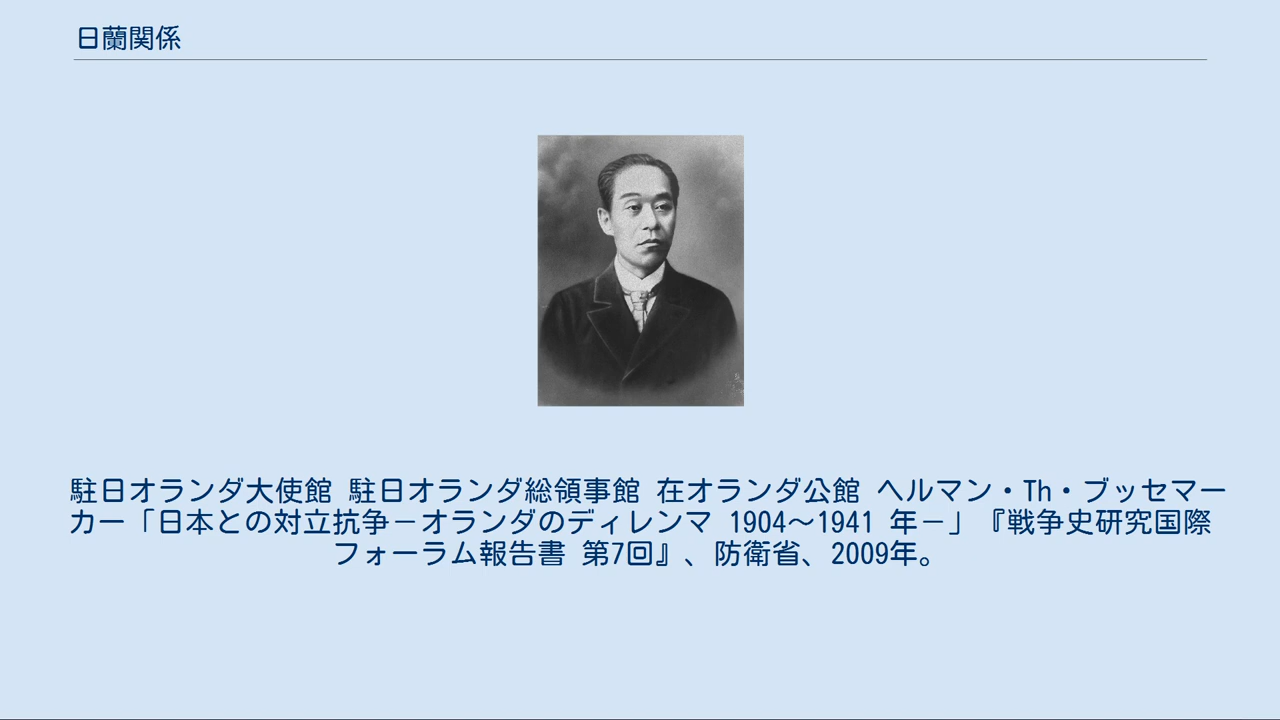 日蘭関係
駐日オランダ大使館 駐日オランダ総領事館 在オランダ公館 ヘルマン・Th・ブッセマー
カー「日本との対立抗争－オランダのディレンマ 1904～1941 年－」『戦争史研究国際
フォーラム報告書 第7回』、防衛省、2009年。